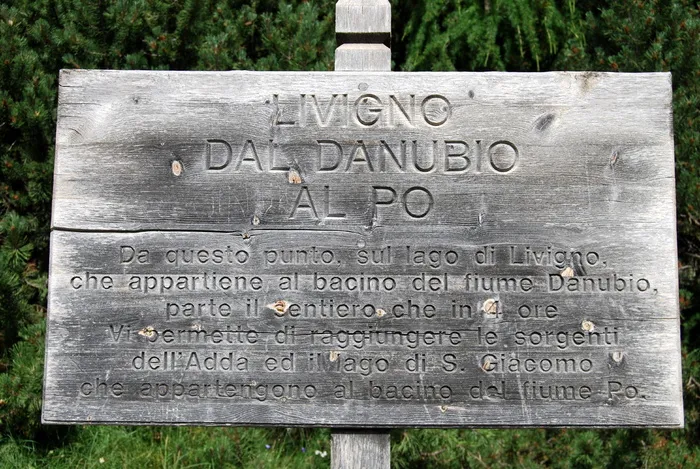 LIVIGNO
DAL DANUBIO
AL PO
Da questo punto, sul lago di Livigno,
che appartiene al bacino del fiume Danubio,
parte il sentiero che in 4 ore
Vi permette di raggiungere le sorgenti
dell'Adda ed il lago di S. Giacomo
che appartengono al bacino del fiume Po.